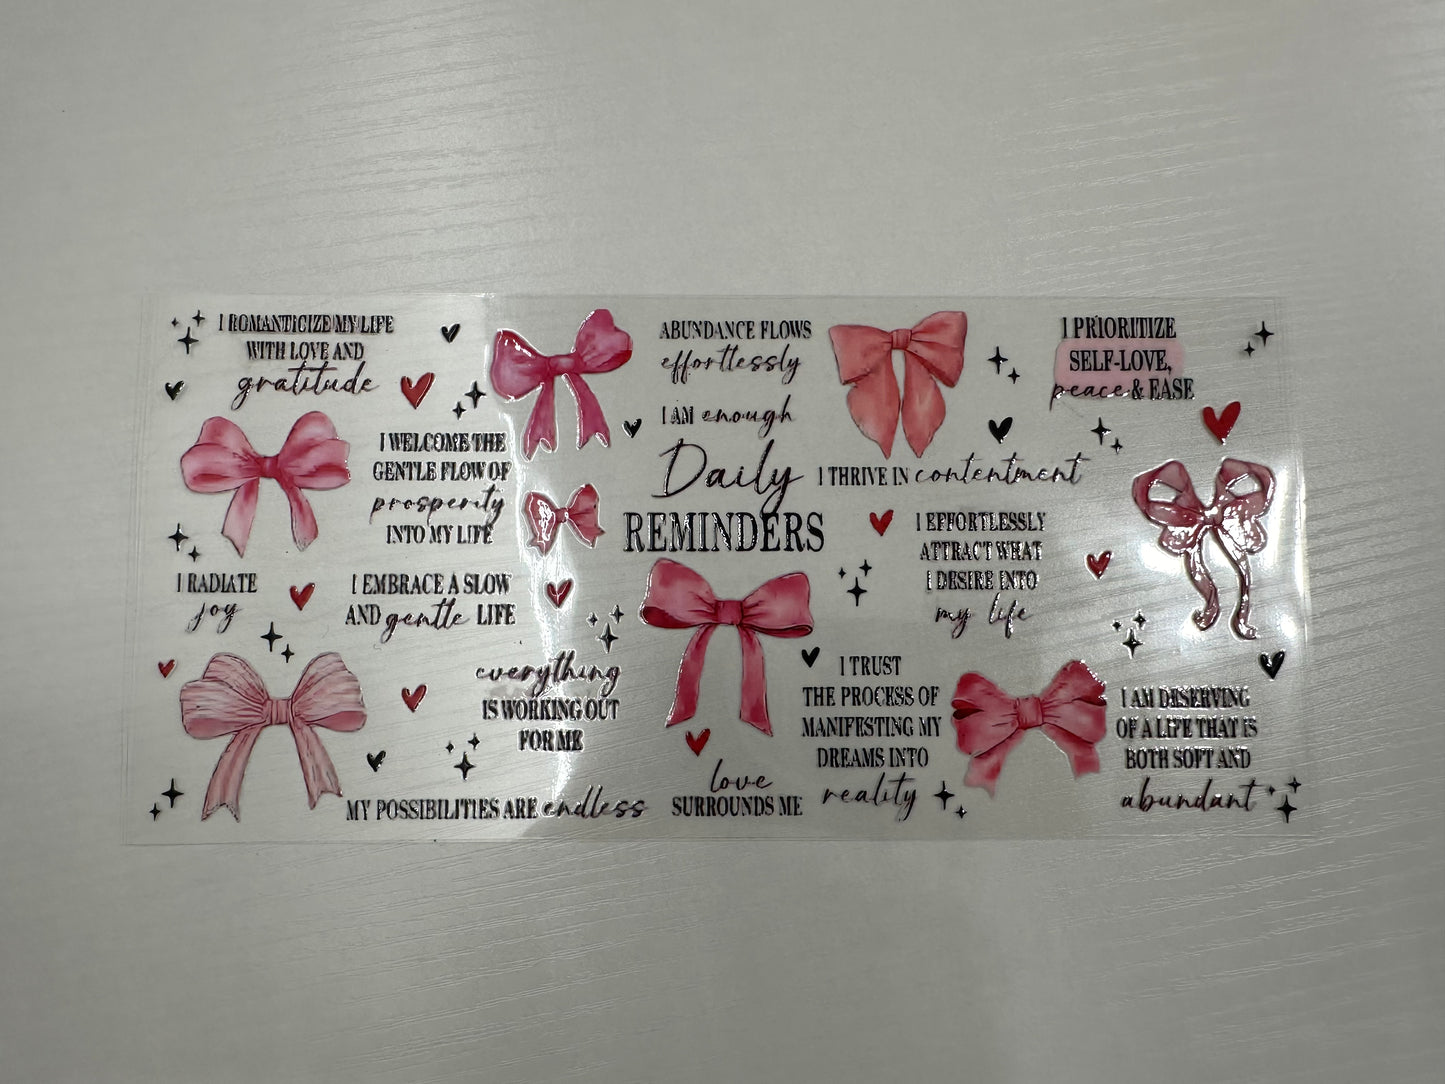 I ROMANTICIZE MY LIFE
WITH LOVE AND
gratitude
I WELCOME THE
GENTLE FLOW OF
prosperity
INTO MY LIFE
I RADIATE
joy
I EMBRACE A SLOW
AND gentle LIFE
everything
IS WORKING OUT
FOR ME
MY POSSIBILITIES ARE endless
ABUNDANCE FLOWS
effortlessly
I AM enough
Daily
REMINDERS
love
SURROUNDS ME
I THRIVE IN contentment
I EFFORTLESSLY
ATTRACT WHAT
I DESIRE INTO
my life
I TRUST
THE PROCESS OF
MANIFESTING MY
DREAMS INTO
reality
I PRIORITIZE
SELF-LOVE,
peace & EASE
I AM DESERVING
OF A LIFE THAT IS
BOTH SOFT AND
abundant